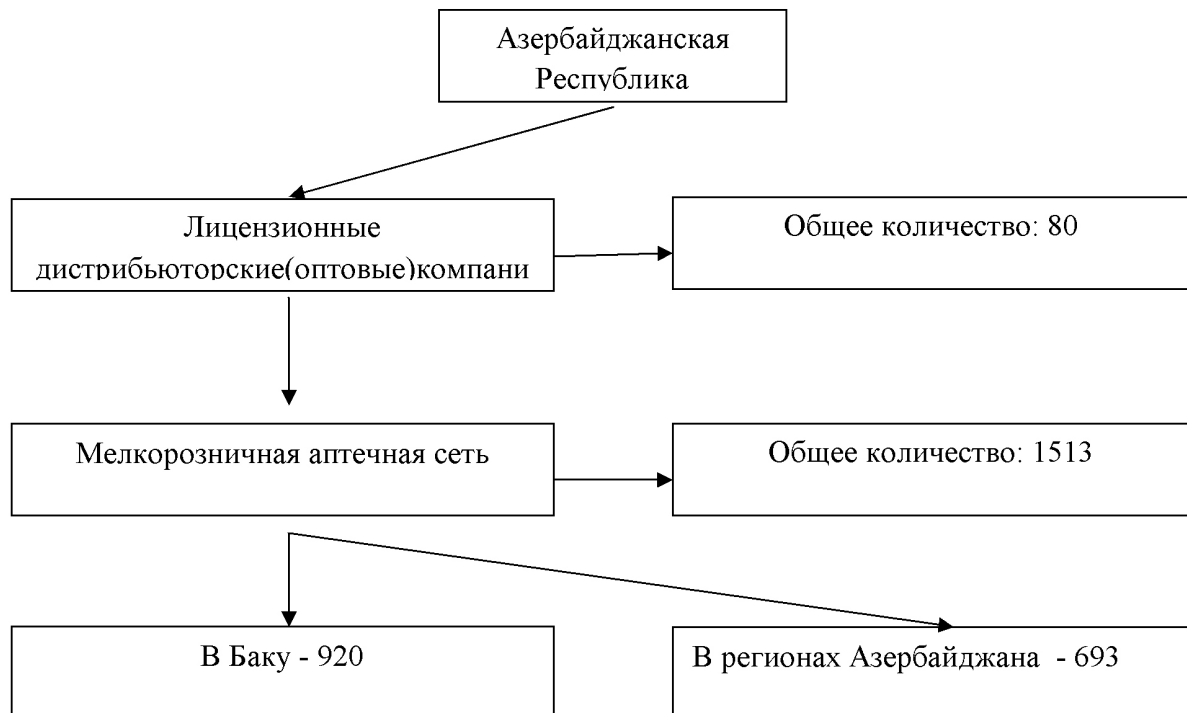 Азербайджанская
Республика
Лицензионные
дистрибьюторские(оптовые)компани
Общее количество: 80
Мелкорозничная аптечная сеть
Общее количество: 1513
В Баку - 920
В регионах Азербайджана - 693